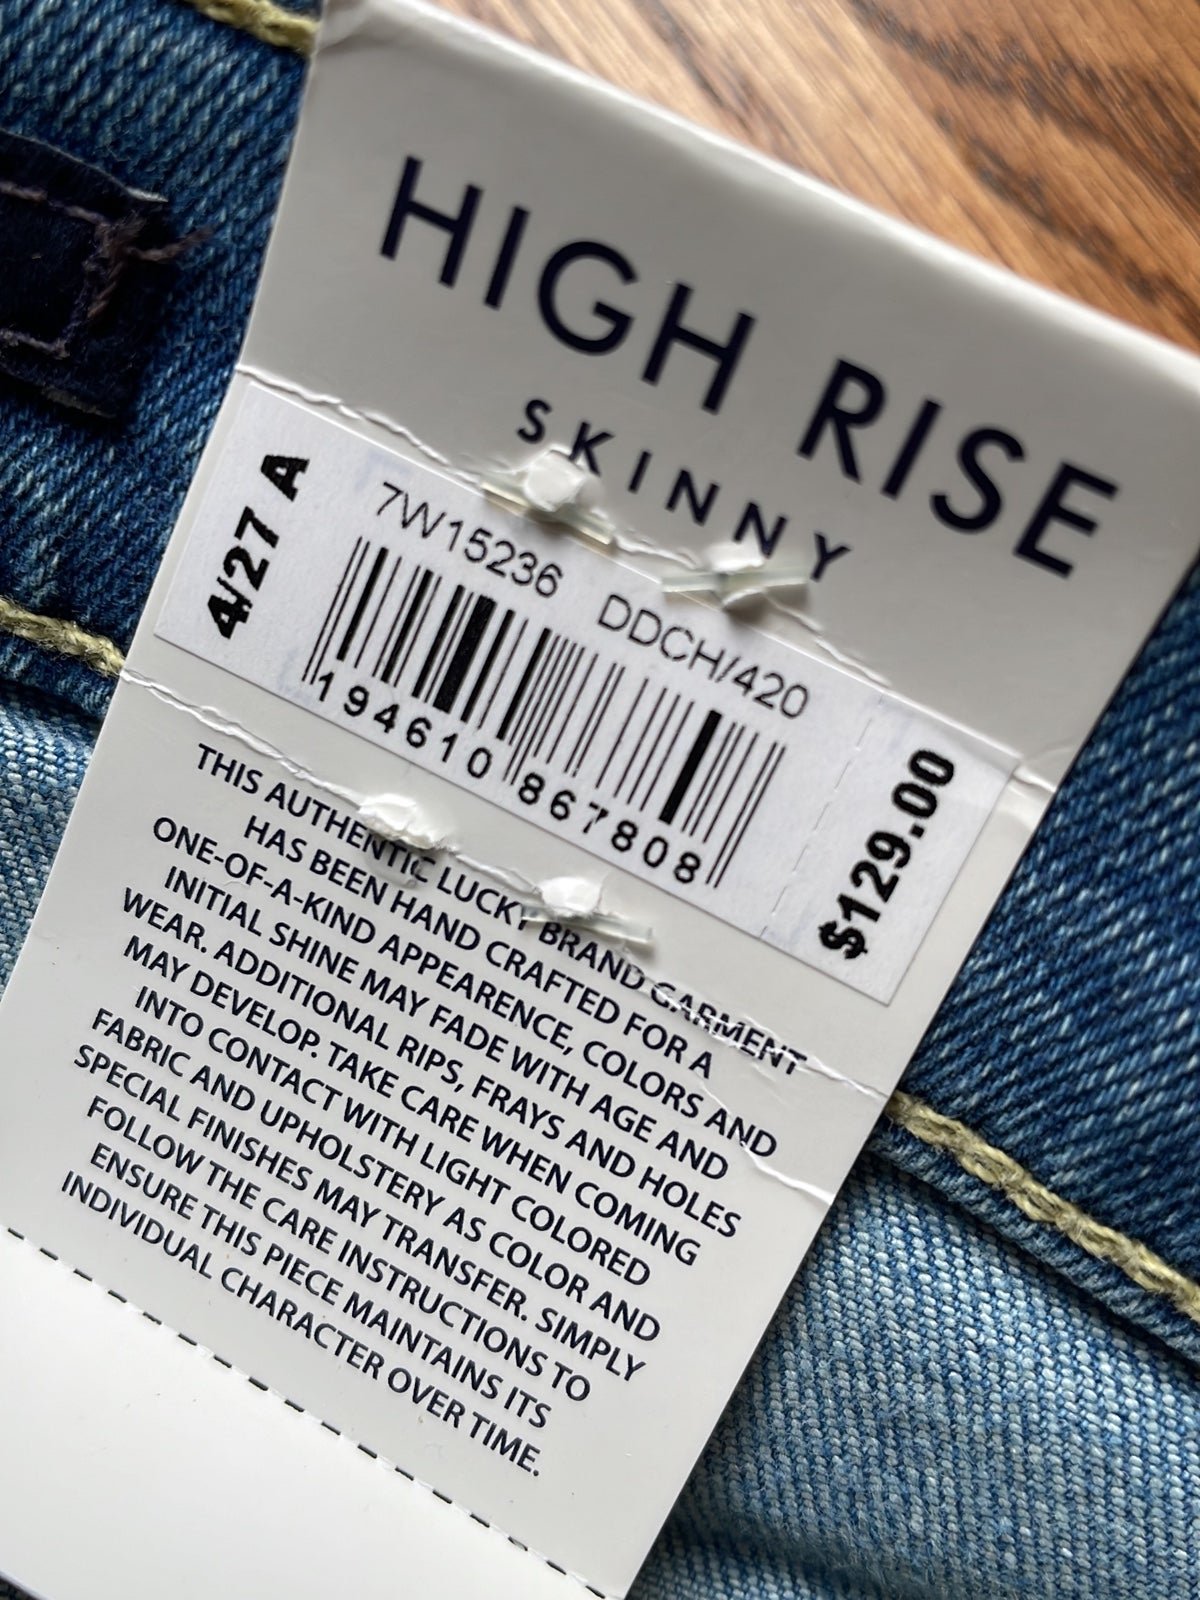 HIGH RISE
SKINNY
4/27 A
7W15236 DDCH/420
194610 867808
$129.00
THIS AUTHENTIC LUCKY BRAND GARMENT
HAS BEEN HAND CRAFTED FOR A
ONE-OF-A-KIND APPEARENCE, COLORS AND
INITIAL SHINE MAY FADE WITH AGE AND
WEAR. ADDITIONAL RIPS, FRAYS AND HOLES
MAY DEVELOP. TAKE CARE WHEN COMING
INTO CONTACT WITH LIGHT COLORED
FABRIC AND UPHOLSTERY AS COLOR AND
SPECIAL FINISHES MAY TRANSFER. SIMPLY
FOLLOW THE CARE INSTRUCTIONS TO
ENSURE THIS PIECE MAINTAINS ITS
INDIVIDUAL CHARACTER OVER TIME.